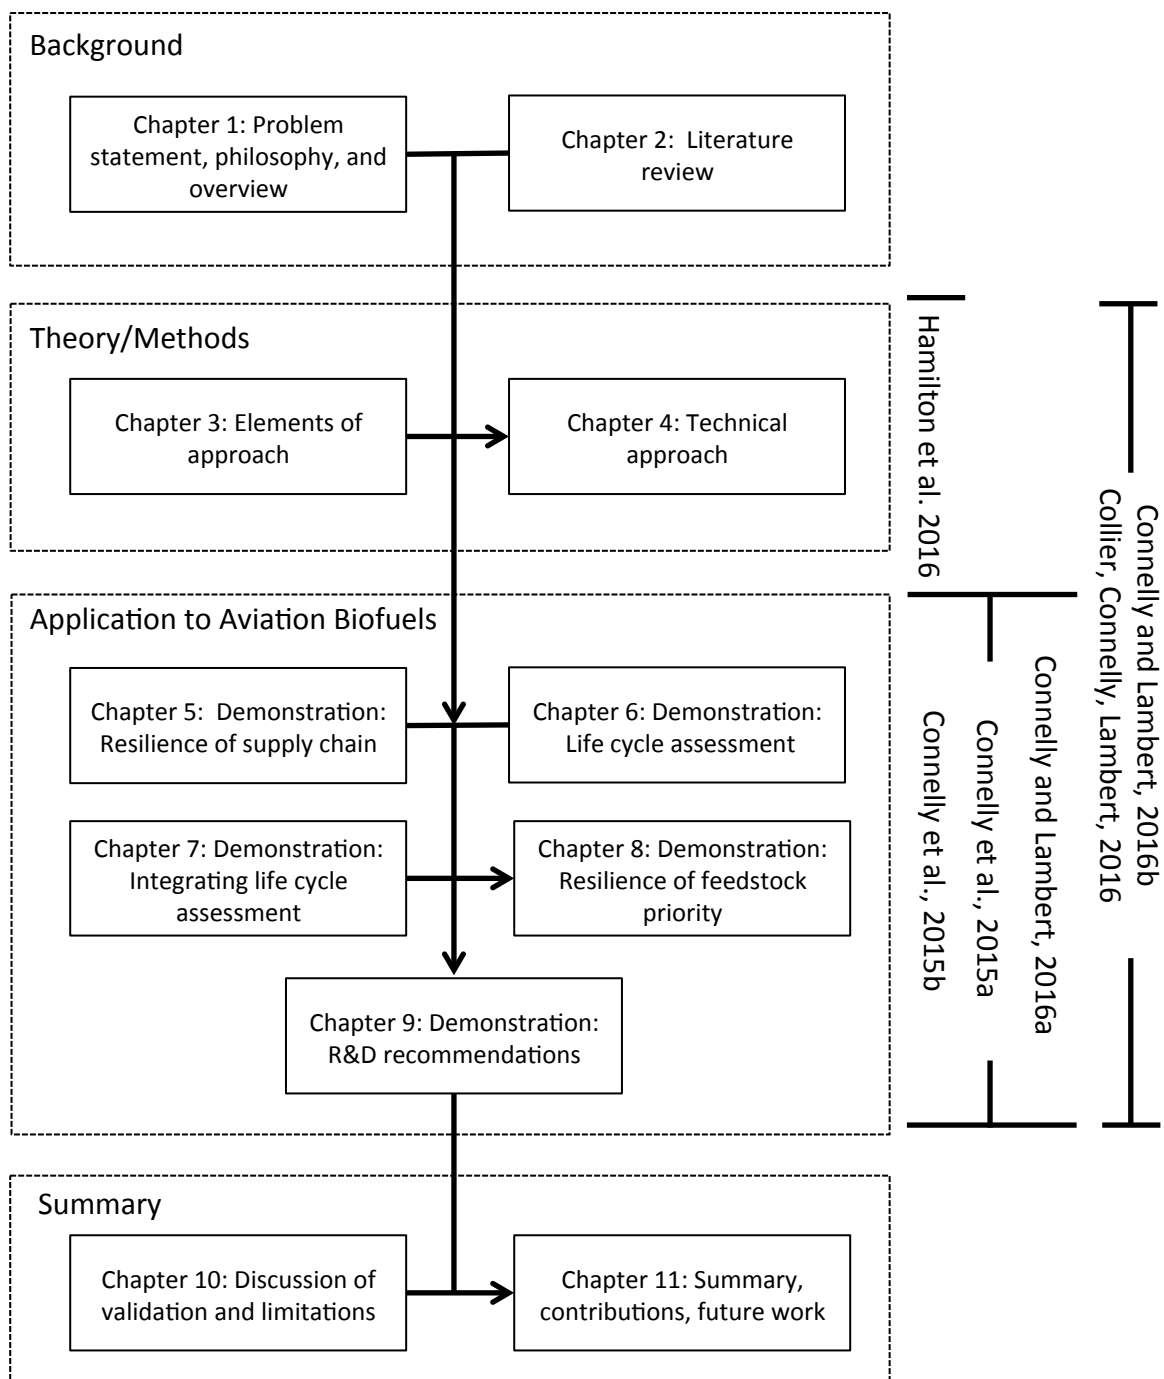 Background
Chapter 1: Problem
statement, philosophy, and
overview
Chapter 2: Literature
review
Theory/Methods
Chapter 3: Elements of
approach
Chapter 4: Technical
approach
Application to Aviation Biofuels
Chapter 5: Demonstration:
Resilience of supply chain
Chapter 6: Demonstration:
Life cycle assessment
Chapter 7: Demonstration:
Integrating life cycle
assessment
Chapter 8: Demonstration:
Resilience of feedstock
priority
Chapter 9: Demonstration:
R&D recommendations
Summary
Chapter 10: Discussion of
validation and limitations
Chapter 11: Summary,
contributions, future work
Hamilton et al. 2016
Connelly and Lambert, 2016a
Connelly et al., 2015a
Connelly et al., 2015b
Connelly and Lambert, 2016b
Collier, Connelly, Lambert, 2016